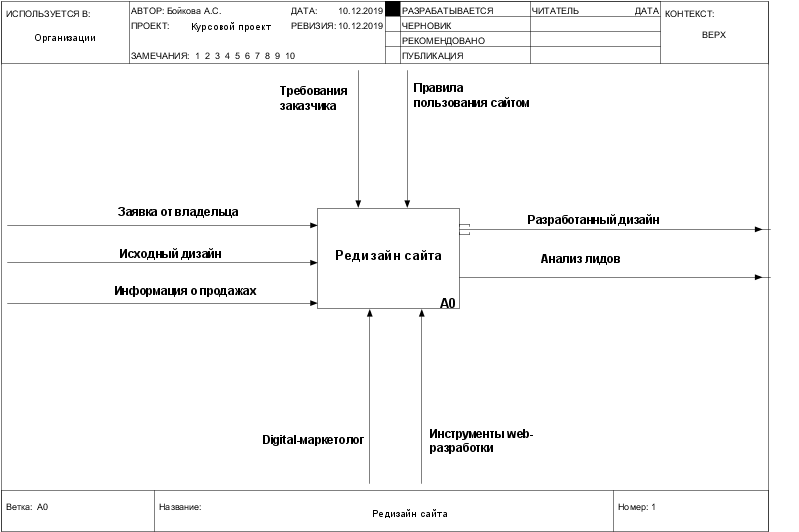 ИСПОЛЬЗУЕТСЯ В:
Организации
АВТОР: Бойкова А.С.
ДАТА: 10.12.2019
ПРОЕКТ: Курсовой проект
РЕВИЗИЯ: 10.12.2019
ЗАМЕЧАНИЯ: 1 2 3 4 5 6 7 8 9 10
РАЗРАБАТЫВАЕТСЯ
ЧЕРНОВИК
РЕКОМЕНДОВАНО
ПУБЛИКАЦИЯ
ЧИТАТЕЛЬ ДАТА
КОНТЕКСТ:
ВЕРХ
Требования
заказчика
Правила
пользования сайтом
Заявка от владельца
Исходный дизайн
Информация о продажах
Редизайн сайта
A0
Разработанный дизайн
Анализ лидов
Digital-маркетолог
Инструменты web-
разработки
Ветка: A0
Название:
Редизайн сайта
Номер: 1